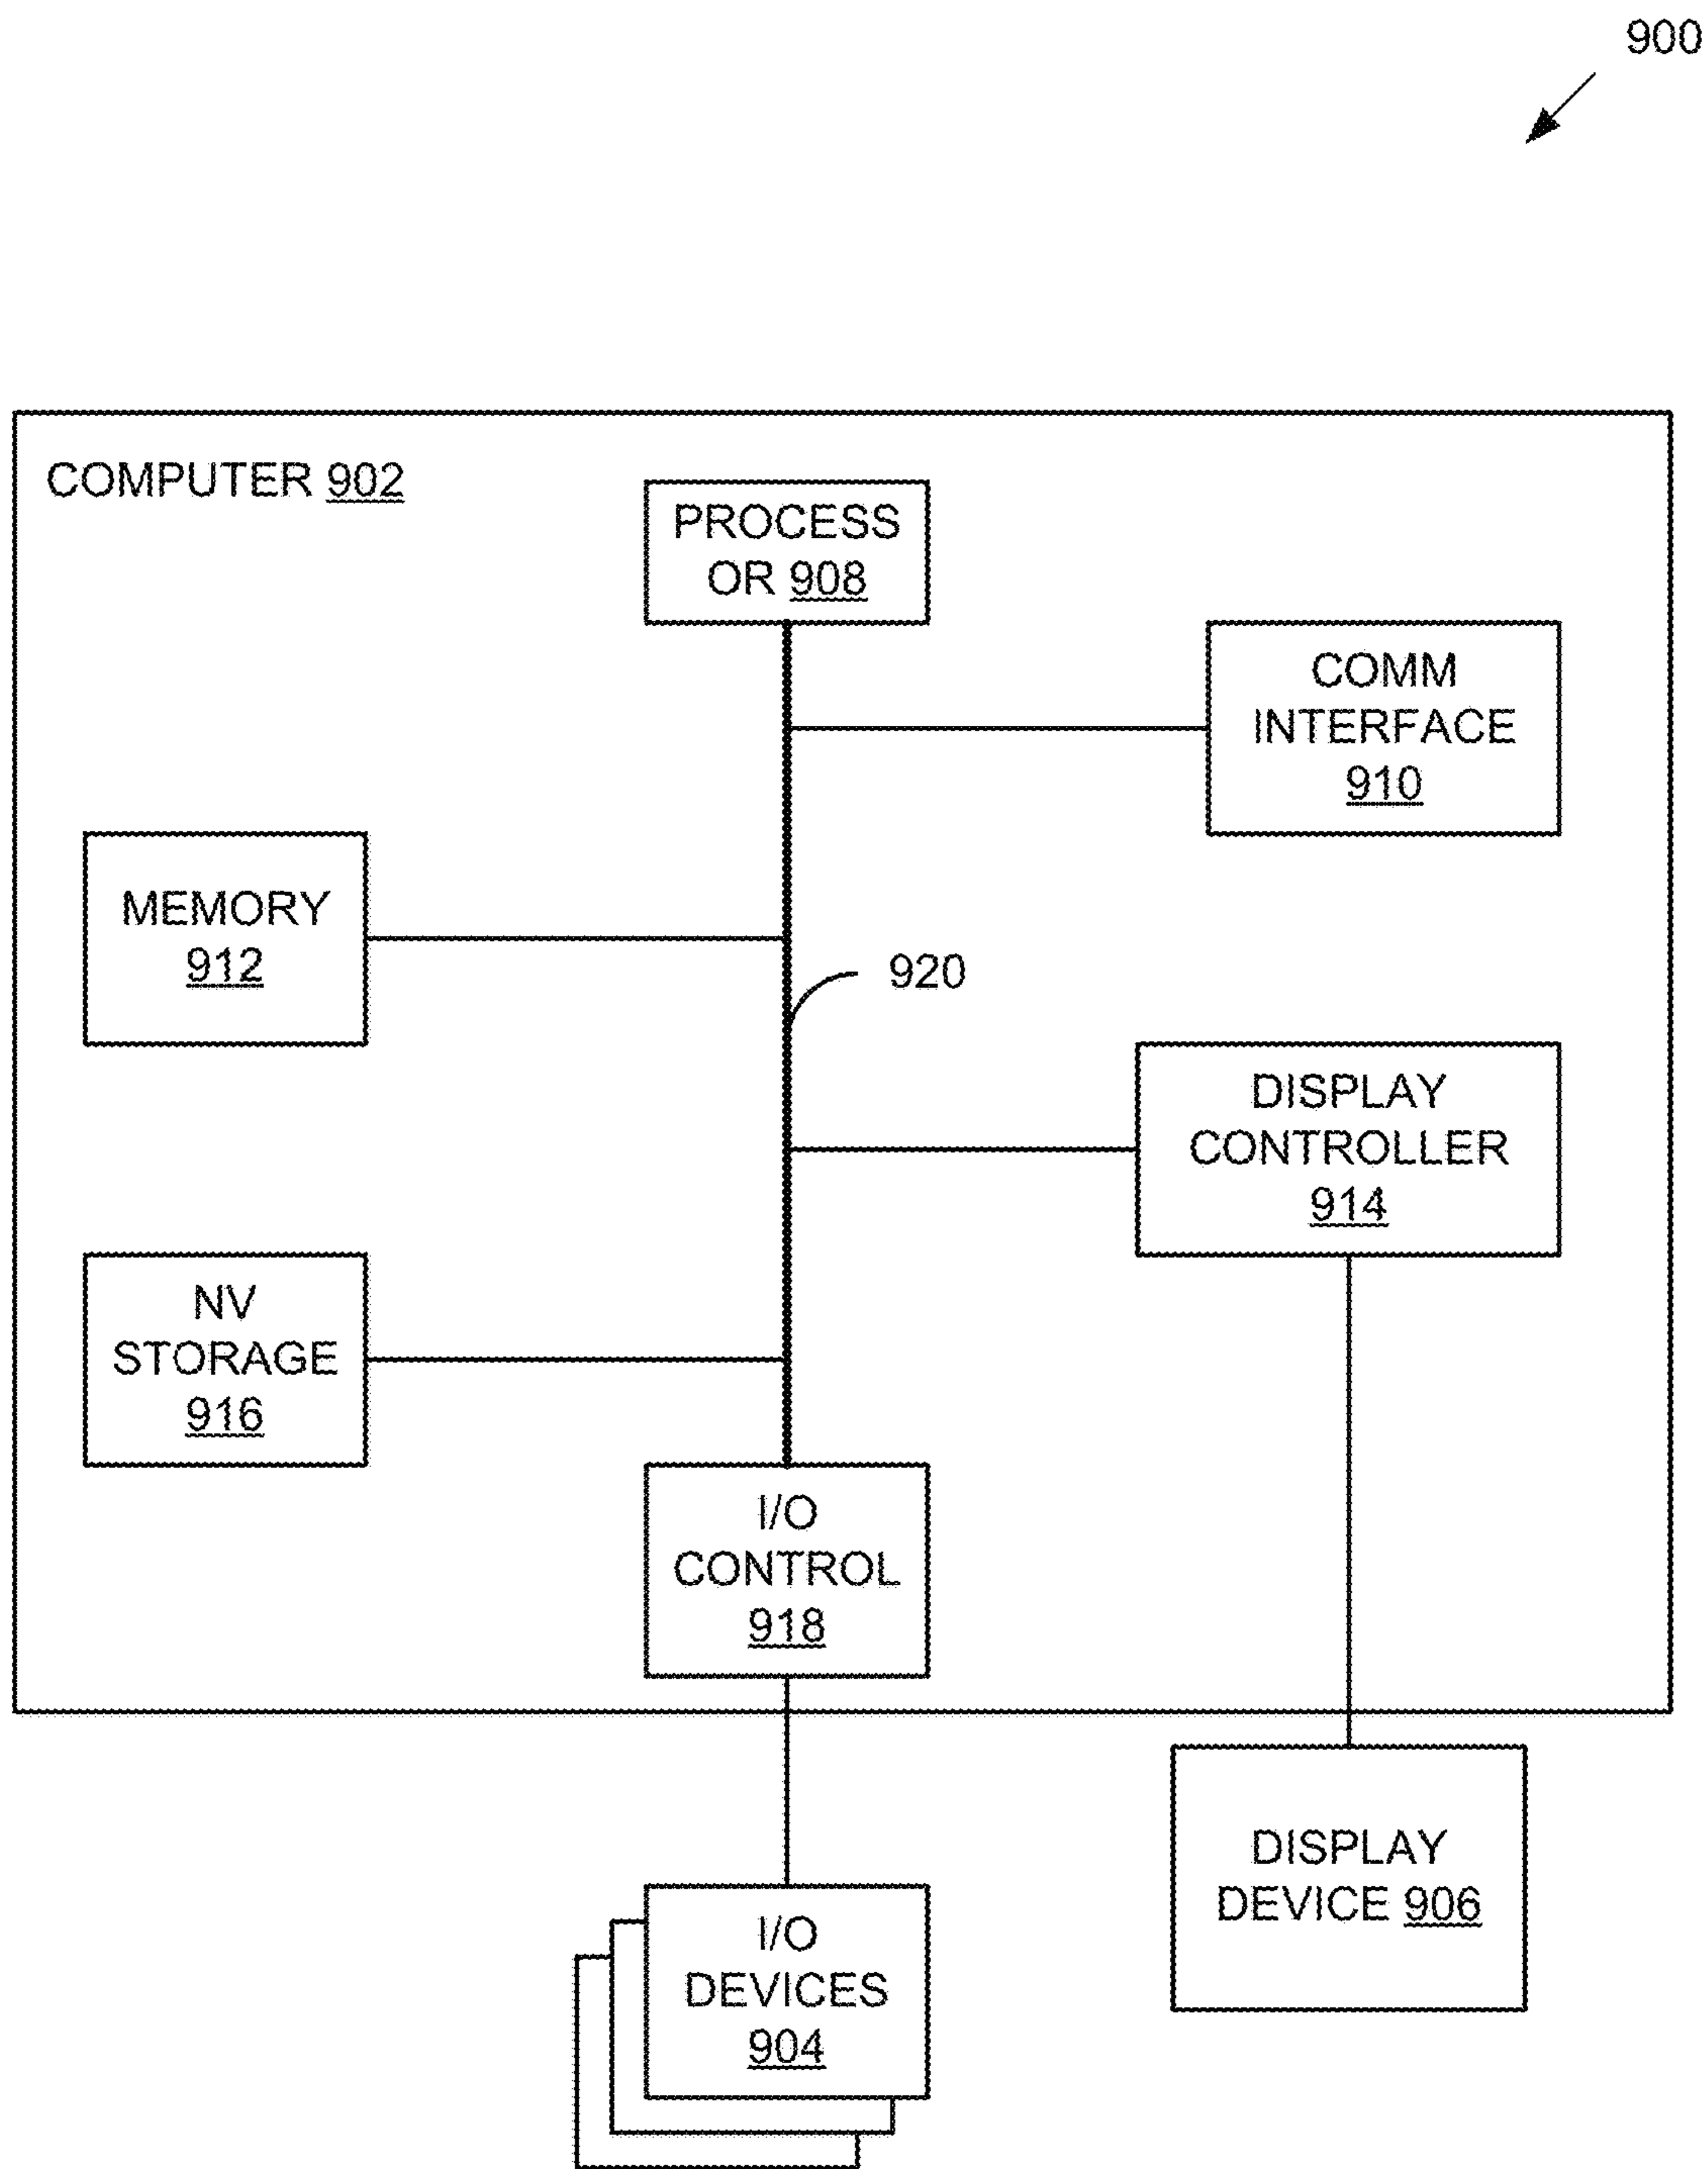 900
COMPUTER 902
PROCESS
OR 908
COMM
INTERFACE
910
MEMORY
912
920
DISPLAY
CONTROLLER
914
NV
STORAGE
916
I/O
CONTROL
918
DISPLAY
DEVICE 906
I/O
DEVICES
904